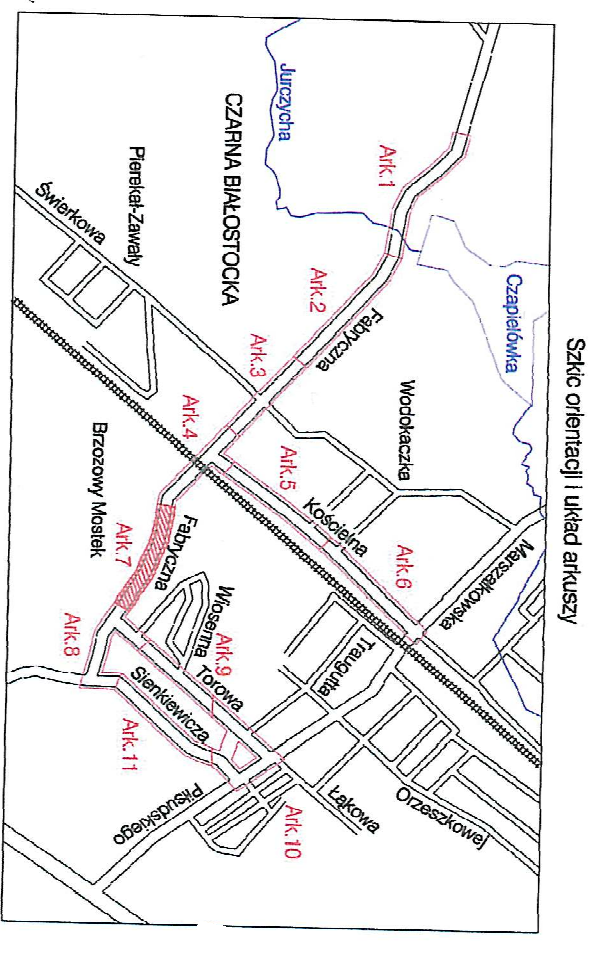 Szkic orientacji i układ arkuszy
Jurczycha
Czapielówka
Ark.1
CZARNA BIAŁOSTOCKA
Pierekał-Zawały
Świerkowa
Ark.2
Fabryczna
Ark.3
Wodokaczka
Ark.4
Ark.5
Kościelna
Ark.6
Marszałkowska
Brzozowy Mostek
Ark.7
Fabryczna
Wiosenna
Traugutta
Ark.8
Ark.9
Torowa
Sienkiewicza
Ark.11
Piłsudskiego
Łąkowa
Orzeszkowej
Ark.10